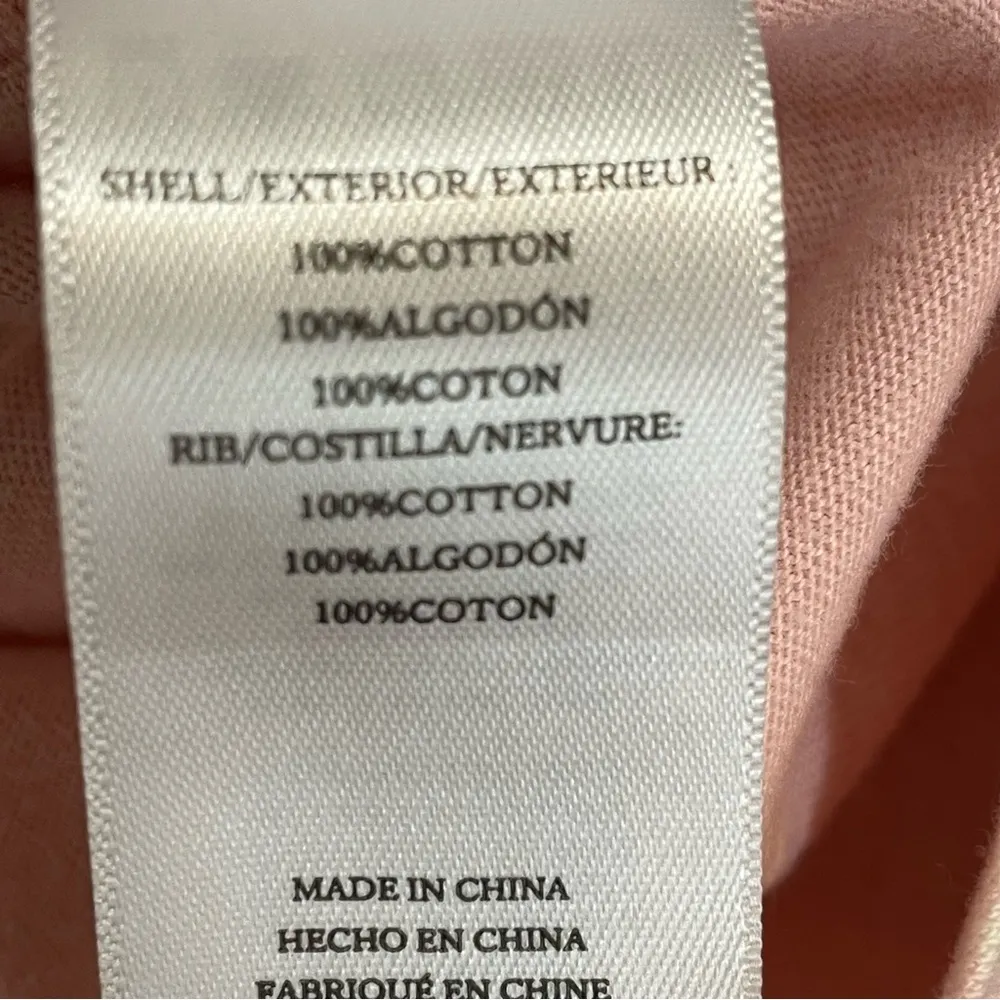 SHELL/EXTERIOR/EXTERIEUR :
100%COTTON
100%ALGODÓN
100%COTON
RIB/COSTILLA/NERVURE:
100%COTTON
100%ALGODÓN
100%COTON
MADE IN CHINA
HECHO EN CHINA
FABRIQUÉ EN CHINE